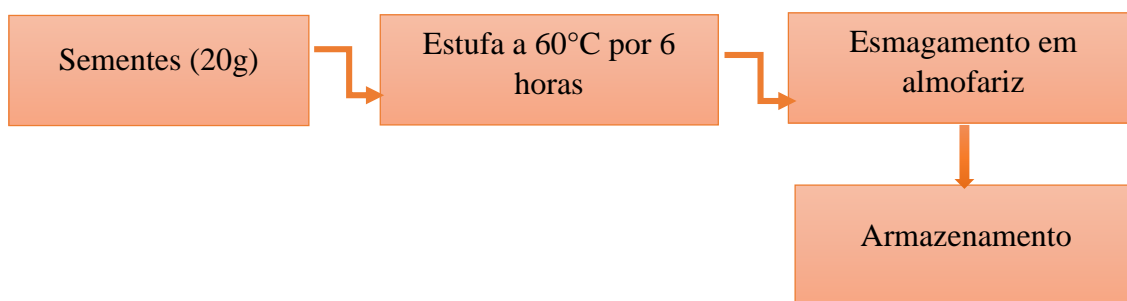 Sementes (20g)
Estufa a 60°C por 6
horas
Esmagamento em
almofariz
Armazenamento